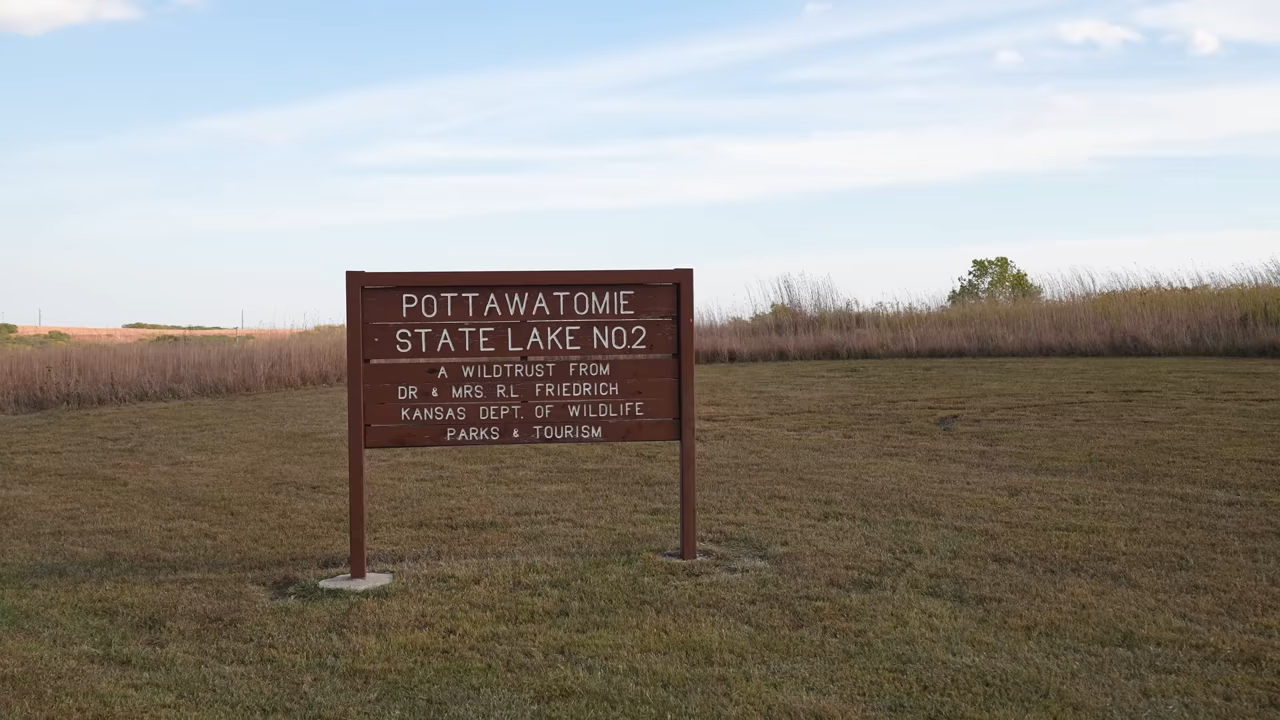 POTTAWATOMIE
STATE LAKE NO.2
A WILDTRUST FROM
DR & MRS. R.L FRIEDRICH
KANSAS DEPT. OF WILDLIFE
PARKS & TOURISM